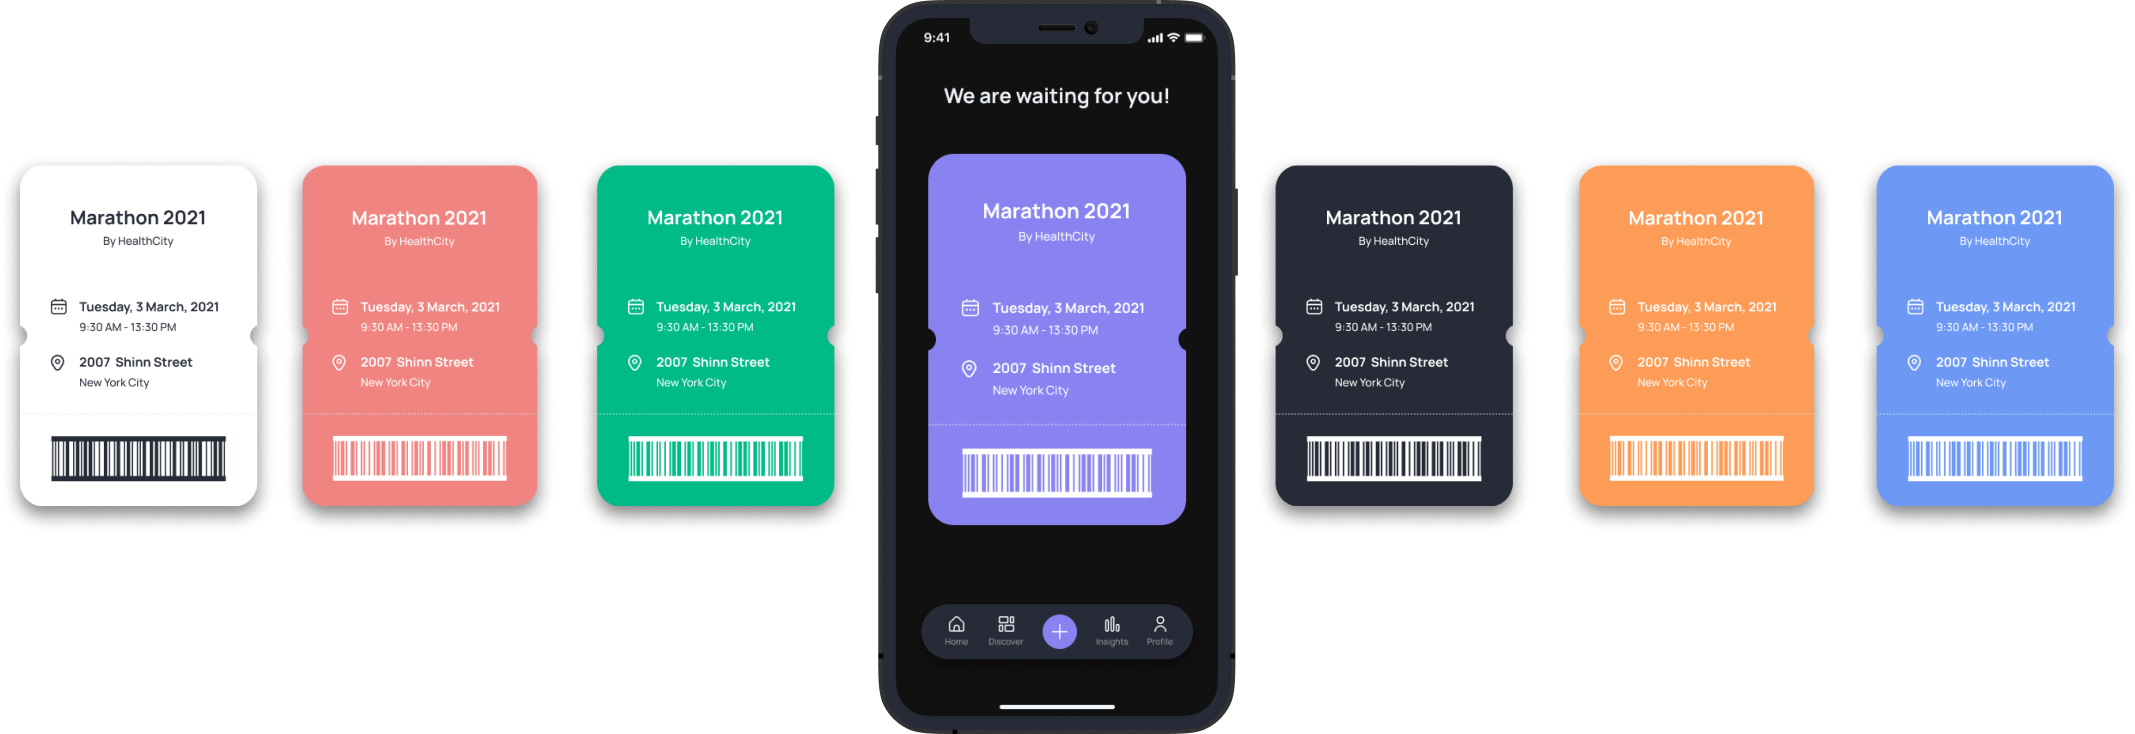 Marathon 2021
By HealthCity
Tuesday, 3 March, 2021
9:30 AM - 13:30 PM
2007 Shinn Street
New York City
Marathon 2021
By HealthCity
Tuesday, 3 March, 2021
9:30 AM - 13:30 PM
2007 Shinn Street
New York City
Marathon 2021
By HealthCity
Tuesday, 3 March, 2021
9:30 AM - 13:30 PM
2007 Shinn Street
New York City
9:41
We are waiting for you!
Marathon 2021
By HealthCity
Tuesday, 3 March, 2021
9:30 AM - 13:30 PM
2007 Shinn Street
New York City
Home Discover Insights Profile
Marathon 2021
By HealthCity
Tuesday, 3 March, 2021
9:30 AM - 13:30 PM
2007 Shinn Street
New York City
Marathon 2021
By HealthCity
Tuesday, 3 March, 2021
9:30 AM - 13:30 PM
2007 Shinn Street
New York City
Marathon 2021
By HealthCity
Tuesday, 3 March, 2021
9:30 AM - 13:30 PM
2007 Shinn Street
New York City